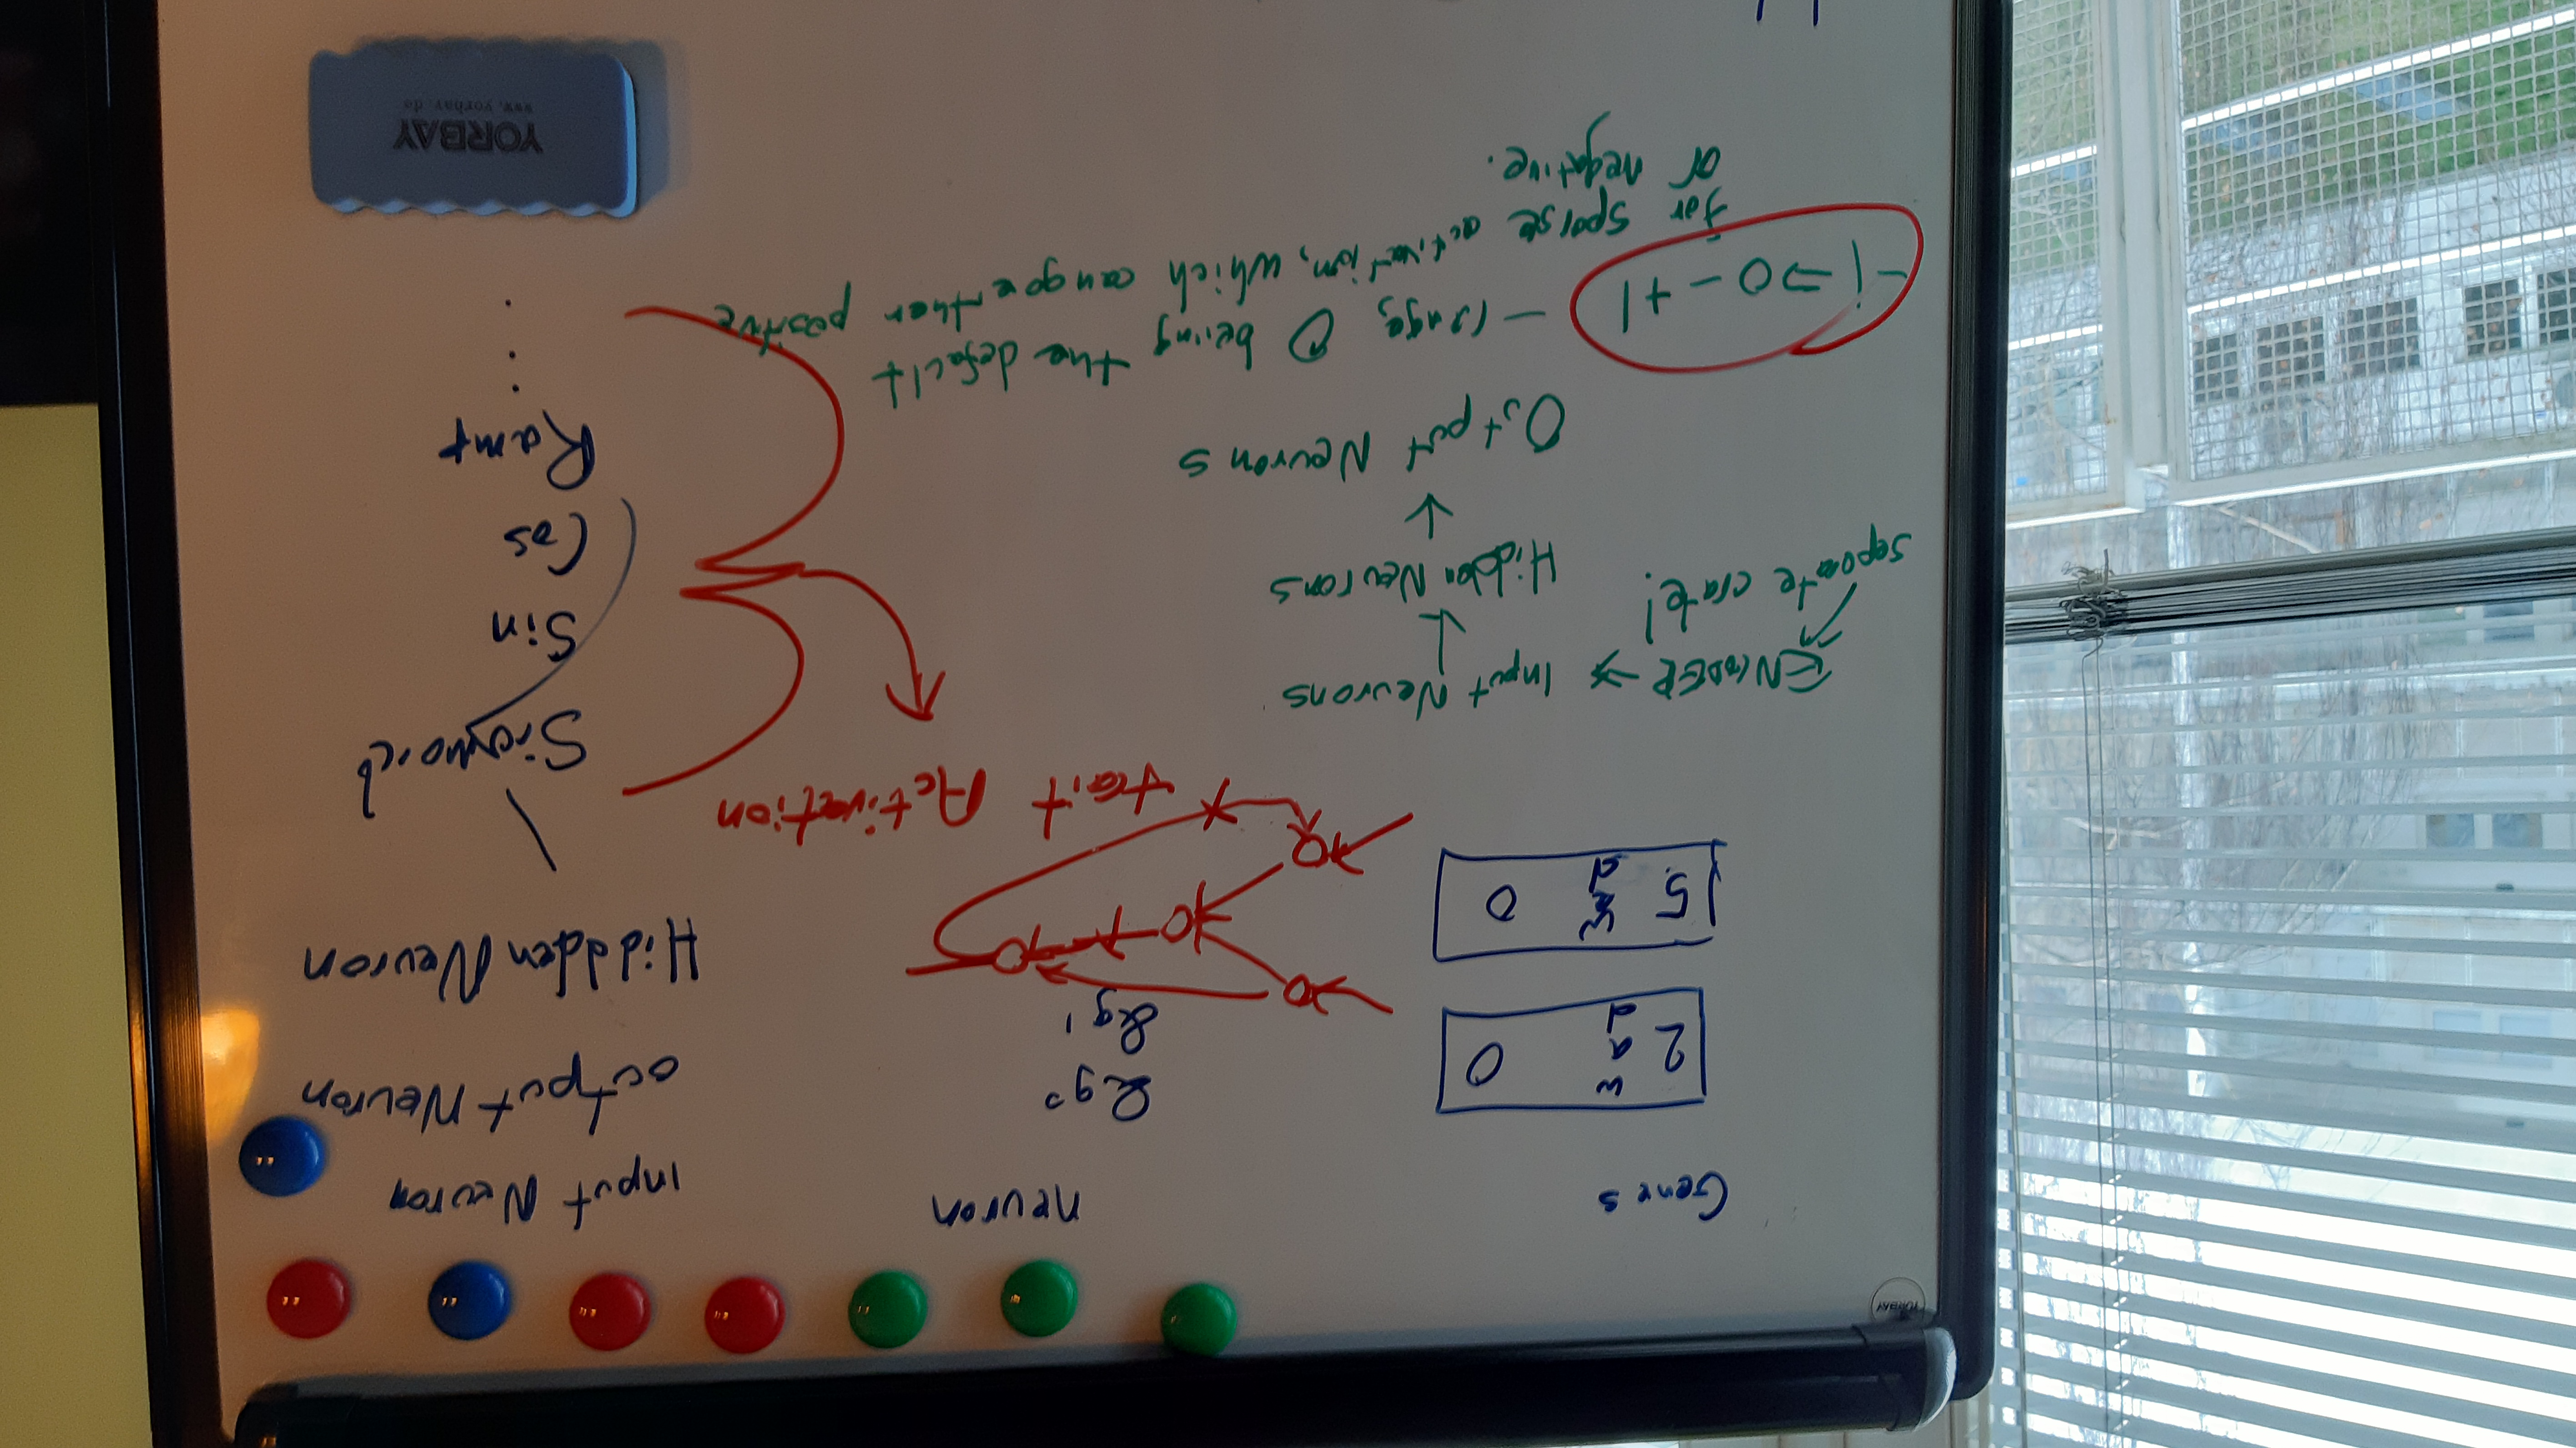 YORBAY
Genes
neuron
input Neuron
output Neuron
Hiddden Neuron
2 w a d 0
5 w d 0
&g0
&g1
trait Activation
Sigmoid
Sin
Cos
Ramp
ENCODER → Input Neurons
separate crate!
↓
Hidden Neurons
↓
Output Neurons
-1 ⇒ 0 - +1 — range, 0 being the default
for sparse activation, which can go either positive
or negative.
YORBAY
www.yorbay.de